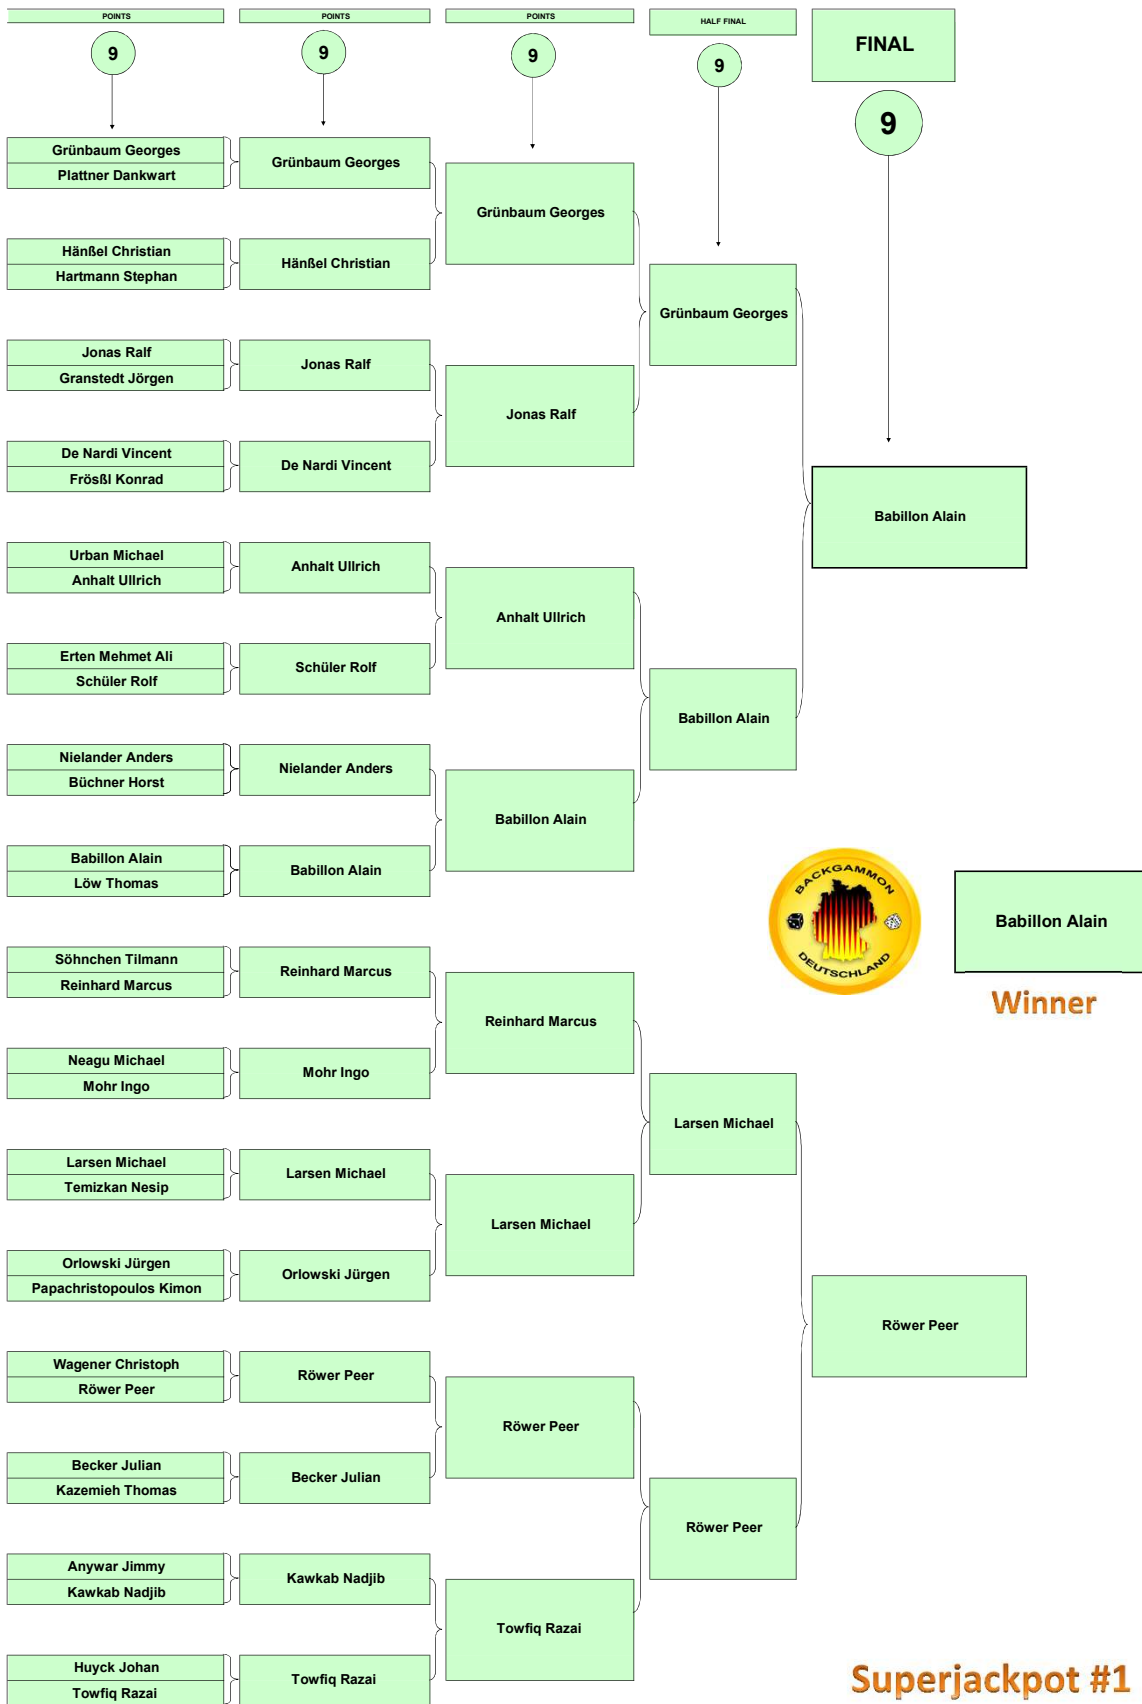 POINTS
POINTS
POINTS
HALF FINAL
FINAL
9
9
9
9
9
Grünbaum Georges
Plattner Dankwart
Hänßel Christian
Hartmann Stephan
Jonas Ralf
Granstedt Jörgen
De Nardi Vincent
Frößl Konrad
Urban Michael
Anhalt Ullrich
Erten Mehmet Ali
Schüler Rolf
Nielander Anders
Büchner Horst
Babillon Alain
Löw Thomas
Söhnchen Tilmann
Reinhard Marcus
Neagu Michael
Mohr Ingo
Larsen Michael
Temizkan Nesip
Orlowski Jürgen
Papachristopoulos Kimon
Wagener Christoph
Röwer Peer
Becker Julian
Kazemieh Thomas
Anywar Jimmy
Kawkab Nadjib
Huyck Johan
Towfiq Razai
Grünbaum Georges
Hänßel Christian
Jonas Ralf
De Nardi Vincent
Anhalt Ullrich
Schüler Rolf
Nielander Anders
Babillon Alain
Reinhard Marcus
Mohr Ingo
Larsen Michael
Orlowski Jürgen
Röwer Peer
Becker Julian
Kawkab Nadjib
Towfiq Razai
Grünbaum Georges
Jonas Ralf
Anhalt Ullrich
Babillon Alain
Reinhard Marcus
Larsen Michael
Röwer Peer
Towfiq Razai
Grünbaum Georges
Babillon Alain
Larsen Michael
Röwer Peer
Babillon Alain
Röwer Peer
BACKGAMMON
DEUTSCHLAND
Babillon Alain
Winner
Superjackpot #1